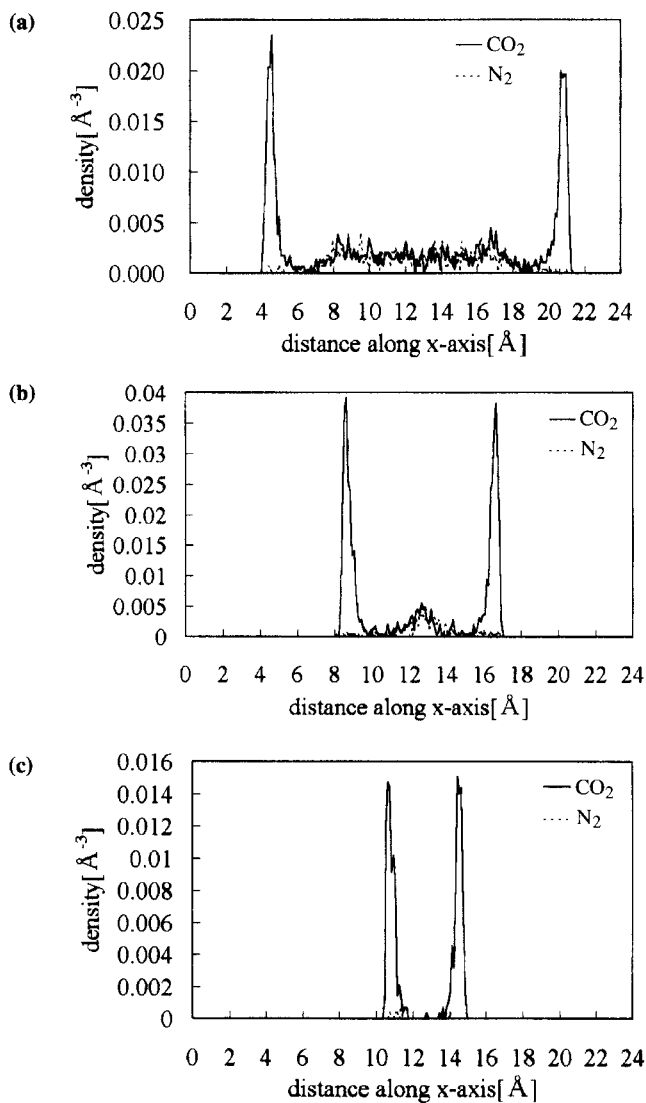 (a)
0.025
0.020
0.015
0.010
0.005
0.000
density[Å⁻³]
CO₂
N₂
0 2 4 6 8 10 12 14 16 18 20 22 24
distance along x-axis[Å]
(b)
0.04
0.035
0.03
0.025
0.02
0.015
0.01
0.005
0
density[Å⁻³]
CO₂
N₂
0 2 4 6 8 10 12 14 16 18 20 22 24
distance along x-axis[Å]
(c)
0.016
0.014
0.012
0.01
0.008
0.006
0.004
0.002
0
density[Å⁻³]
CO₂
N₂
0 2 4 6 8 10 12 14 16 18 20 22 24
distance along x-axis[Å]